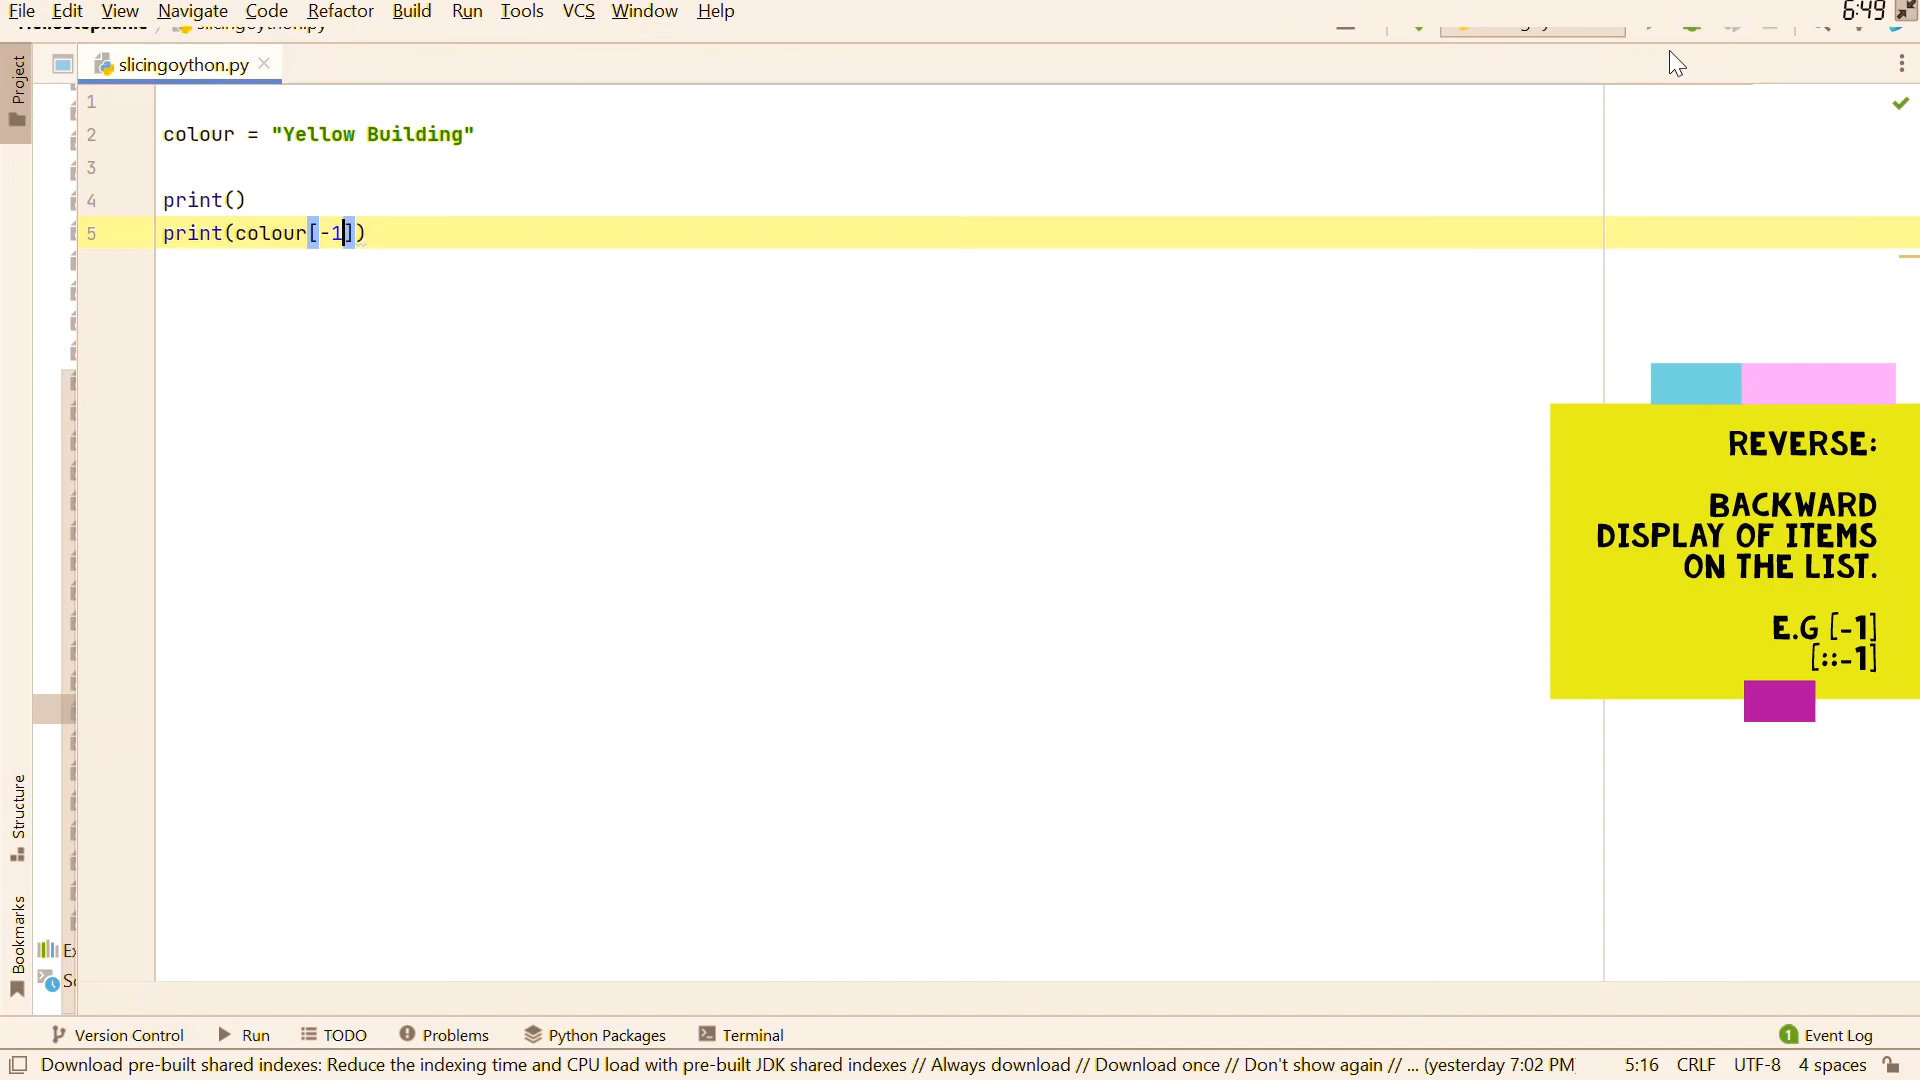 File Edit View Navigate Code Refactor Build Run Tools VCS Window Help
6:49
slicingoython.py
Project
1
2 colour = "Yellow Building"
3
4 print()
5 print(colour[-1])
REVERSE:
BACKWARD
DISPLAY OF ITEMS
ON THE LIST.
E.G [-1]
[::-1]
Structure
Bookmarks
Version Control Run TODO Problems Python Packages Terminal 1 Event Log
Download pre-built shared indexes: Reduce the indexing time and CPU load with pre-built JDK shared indexes // Always download // Download once // Don't show again // ... (yesterday 7:02 PM 5:16 CRLF UTF-8 4 spaces